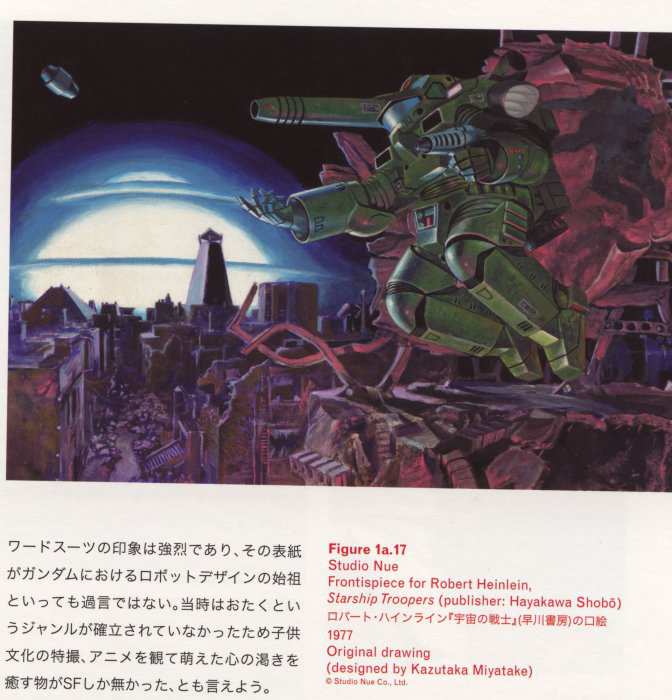 ワードスーツの印象は強烈であり、その表紙
がガンダムにおけるロボットデザインの始祖
といっても過言ではない。当時はおたくとい
うジャンルが確立されていなかったため子供
文化の特撮、アニメを観て萌えた心の渇きを
癒す物がSFしか無かった、とも言えよう。
Figure 1a.17
Studio Nue
Frontispiece for Robert Heinlein,
Starship Troopers (publisher: Hayakawa Shobō)
ロバート・ハインライン『宇宙の戦士』(早川書房)の口絵
1977
Original drawing
(designed by Kazutaka Miyatake)
© Studio Nue Co., Ltd.